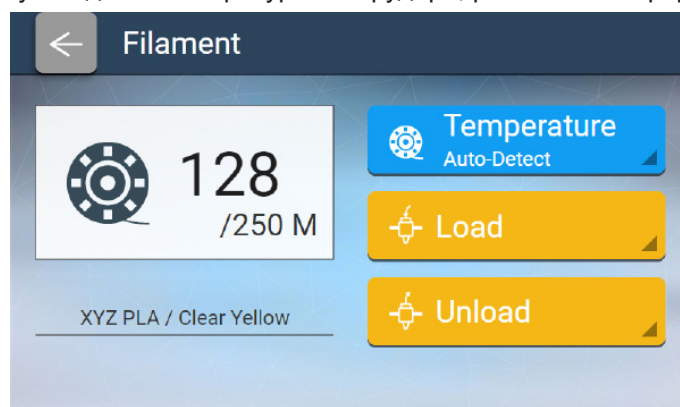 Filament
128
/250 M
XYZ PLA / Clear Yellow
Temperature
Auto-Detect
Load
Unload